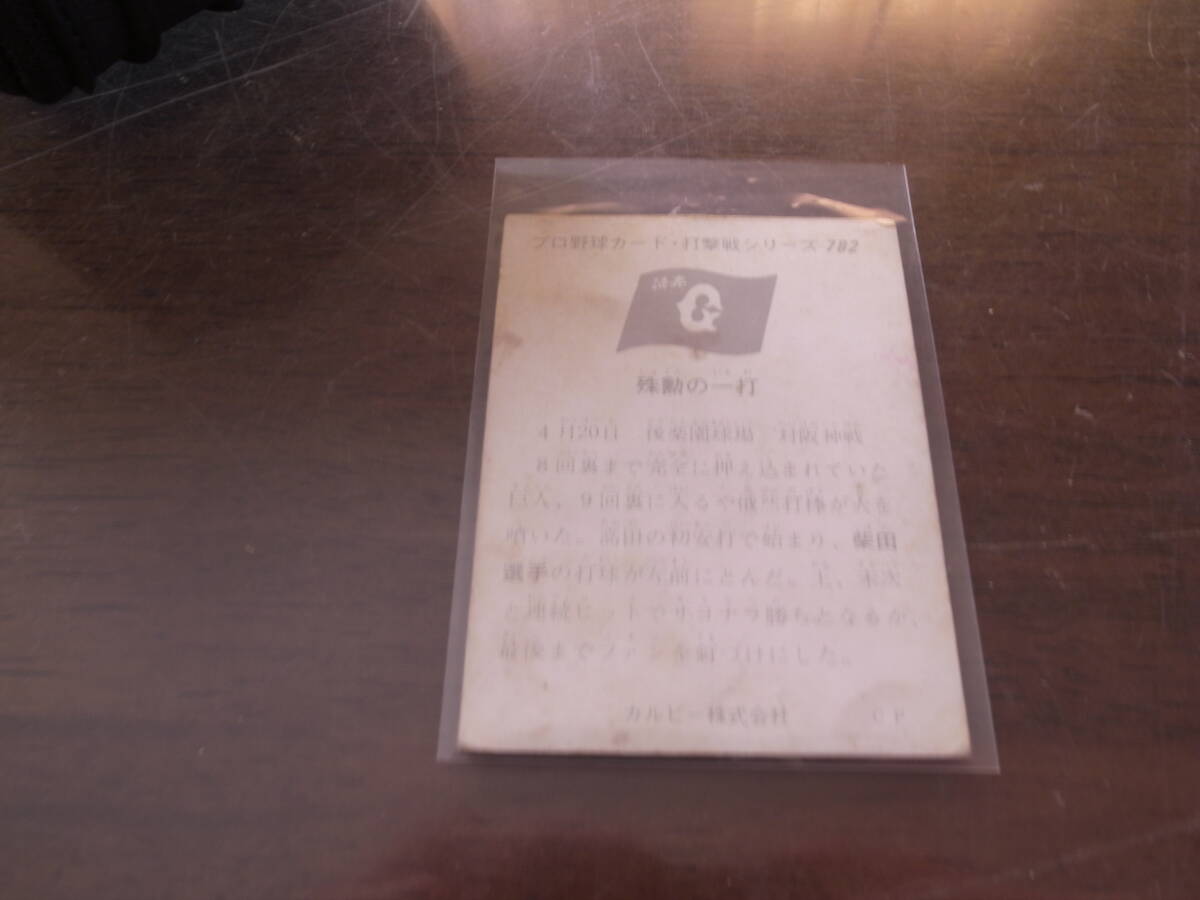 プロ野球カード・打撃戦シリーズ 782
読売
G
殊勲の一打
4月20日 後楽園球場 対阪神戦
8回裏まで完全に抑え込まれていた
巨人、9回裏に入るや俄然打棒が火を
噴いた。高田の初安打で始まり、柴田
選手の打球が左前にとんだ。王、末次
と連続ヒットでサヨナラ勝ちとなるが、
最後までファンを釘づけにした。
カルビー株式会社 C P